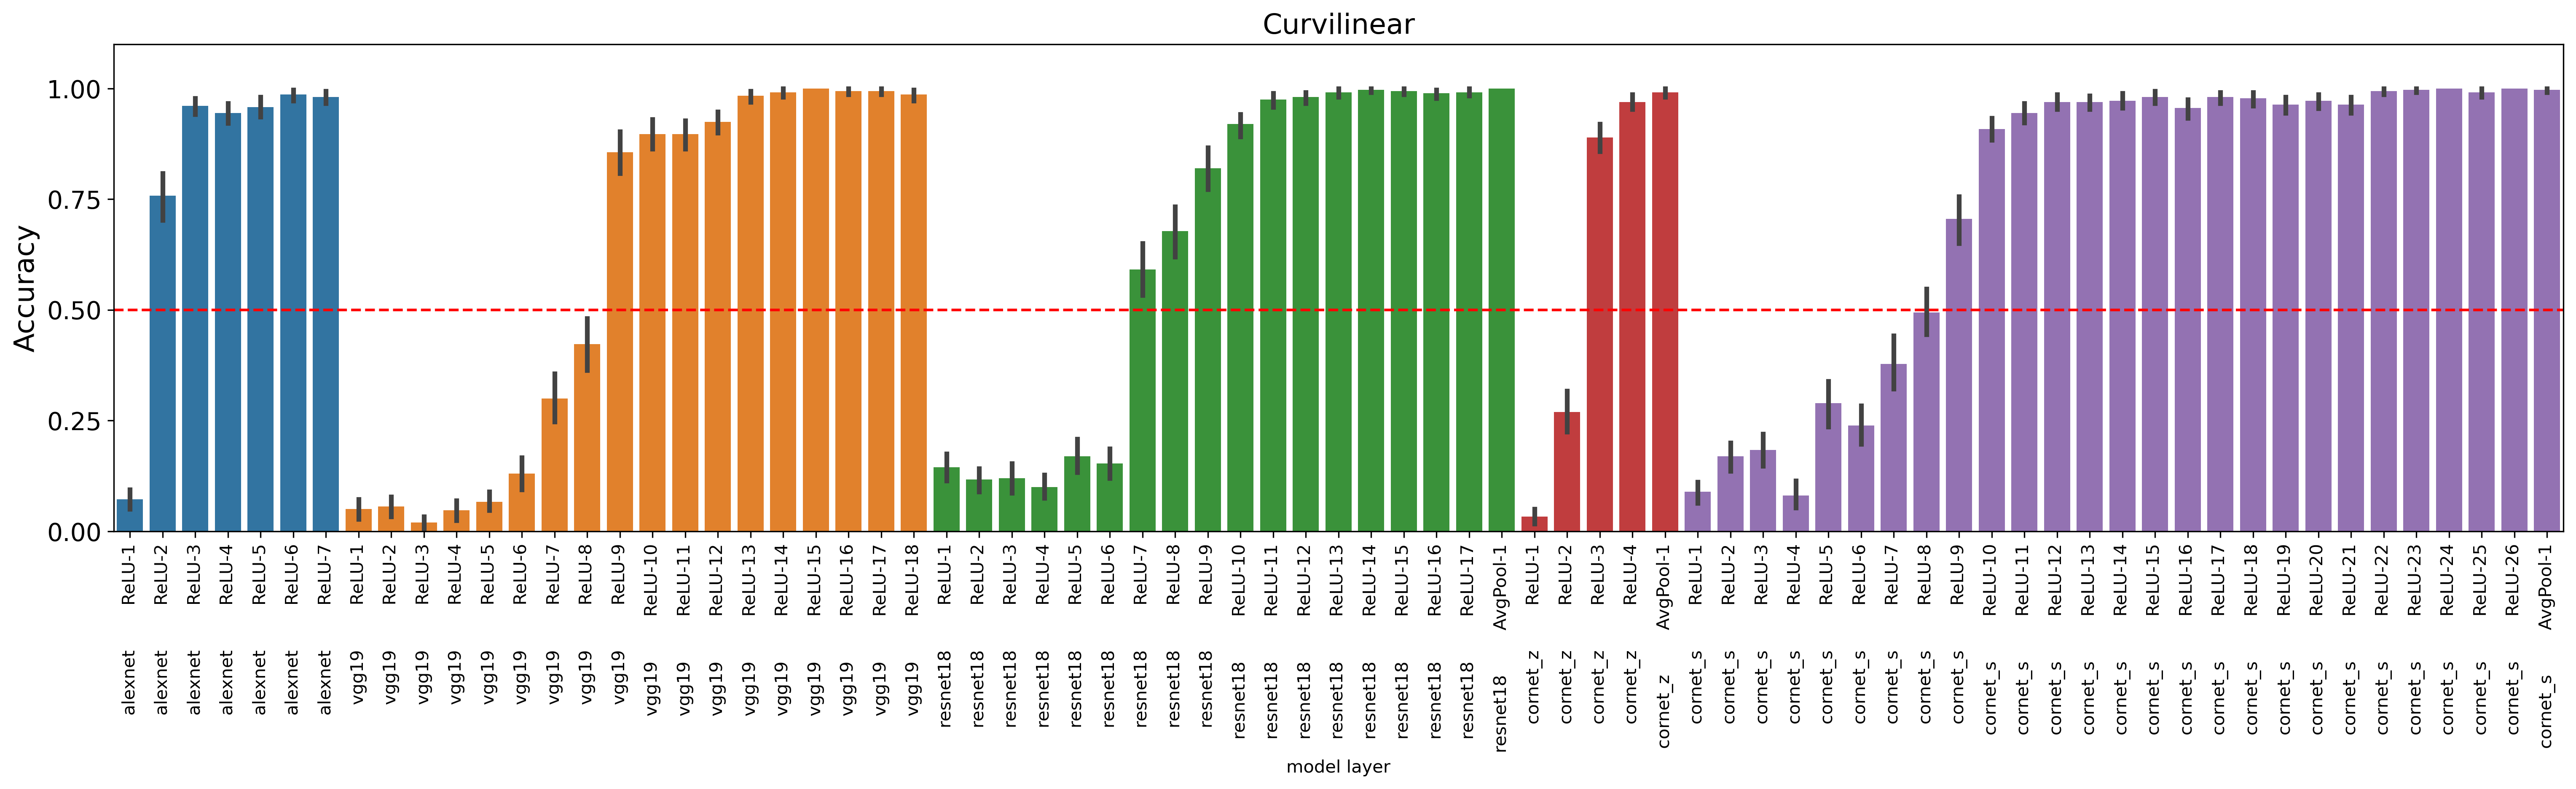 Curvilinear
Accuracy
1.00
0.75
0.50
0.25
0.00
ReLU-1 alexnet
ReLU-2 alexnet
ReLU-3 alexnet
ReLU-4 alexnet
ReLU-5 alexnet
ReLU-6 alexnet
ReLU-7 alexnet
ReLU-1 vgg19
ReLU-2 vgg19
ReLU-3 vgg19
ReLU-4 vgg19
ReLU-5 vgg19
ReLU-6 vgg19
ReLU-7 vgg19
ReLU-8 vgg19
ReLU-9 vgg19
ReLU-10 vgg19
ReLU-11 vgg19
ReLU-12 vgg19
ReLU-13 vgg19
ReLU-14 vgg19
ReLU-15 vgg19
ReLU-16 vgg19
ReLU-17 vgg19
ReLU-18 vgg19
ReLU-1 resnet18
ReLU-2 resnet18
ReLU-3 resnet18
ReLU-4 resnet18
ReLU-5 resnet18
ReLU-6 resnet18
ReLU-7 resnet18
ReLU-8 resnet18
ReLU-9 resnet18
ReLU-10 resnet18
ReLU-11 resnet18
ReLU-12 resnet18
ReLU-13 resnet18
ReLU-14 resnet18
ReLU-15 resnet18
ReLU-16 resnet18
ReLU-17 resnet18
AvgPool-1 resnet18
ReLU-1 cornet_z
ReLU-2 cornet_z
ReLU-3 cornet_z
ReLU-4 cornet_z
AvgPool-1 cornet_z
ReLU-1 cornet_s
ReLU-2 cornet_s
ReLU-3 cornet_s
ReLU-4 cornet_s
ReLU-5 cornet_s
ReLU-6 cornet_s
ReLU-7 cornet_s
ReLU-8 cornet_s
ReLU-9 cornet_s
ReLU-10 cornet_s
ReLU-11 cornet_s
ReLU-12 cornet_s
ReLU-13 cornet_s
ReLU-14 cornet_s
ReLU-15 cornet_s
ReLU-16 cornet_s
ReLU-17 cornet_s
ReLU-18 cornet_s
ReLU-19 cornet_s
ReLU-20 cornet_s
ReLU-21 cornet_s
ReLU-22 cornet_s
ReLU-23 cornet_s
ReLU-24 cornet_s
ReLU-25 cornet_s
ReLU-26 cornet_s
AvgPool-1 cornet_s
model layer